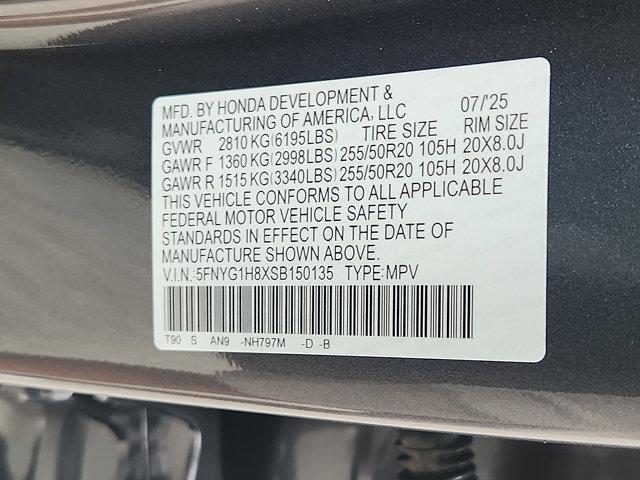 MFD. BY HONDA DEVELOPMENT &
MANUFACTURING OF AMERICA, LLC 07/'25
GVWR 2810 KG(6195LBS) TIRE SIZE RIM SIZE
GAWR F 1360 KG(2998LBS) 255/50R20 105H 20X8.0J
GAWR R 1515 KG(3340LBS) 255/50R20 105H 20X8.0J
THIS VEHICLE CONFORMS TO ALL APPLICABLE
FEDERAL MOTOR VEHICLE SAFETY
STANDARDS IN EFFECT ON THE DATE OF
MANUFACTURE SHOWN ABOVE.
V.I.N.:5FNYG1H8XSB150135 TYPE:MPV
T90 S AN9 -NH797M -D -B